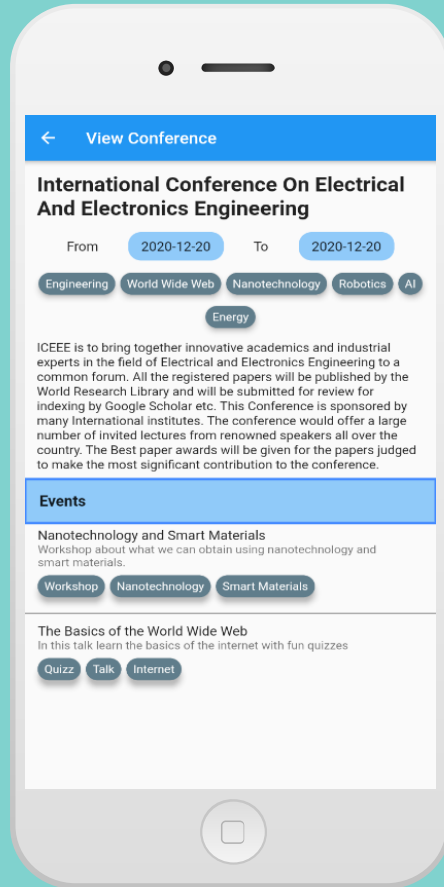 View Conference
International Conference On Electrical
And Electronics Engineering
From 2020-12-20 To 2020-12-20
Engineering World Wide Web Nanotechnology Robotics AI
Energy
ICEEE is to bring together innovative academics and industrial
experts in the field of Electrical and Electronics Engineering to a
common forum. All the registered papers will be published by the
World Research Library and will be submitted for review for
indexing by Google Scholar etc. This Conference is sponsored by
many International institutes. The conference would offer a large
number of invited lectures from renowned speakers all over the
country. The Best paper awards will be given for the papers judged
to make the most significant contribution to the conference.
Events
Nanotechnology and Smart Materials
Workshop about what we can obtain using nanotechnology and
smart materials.
Workshop Nanotechnology Smart Materials
The Basics of the World Wide Web
In this talk learn the basics of the internet with fun quizzes
Quizz Talk Internet